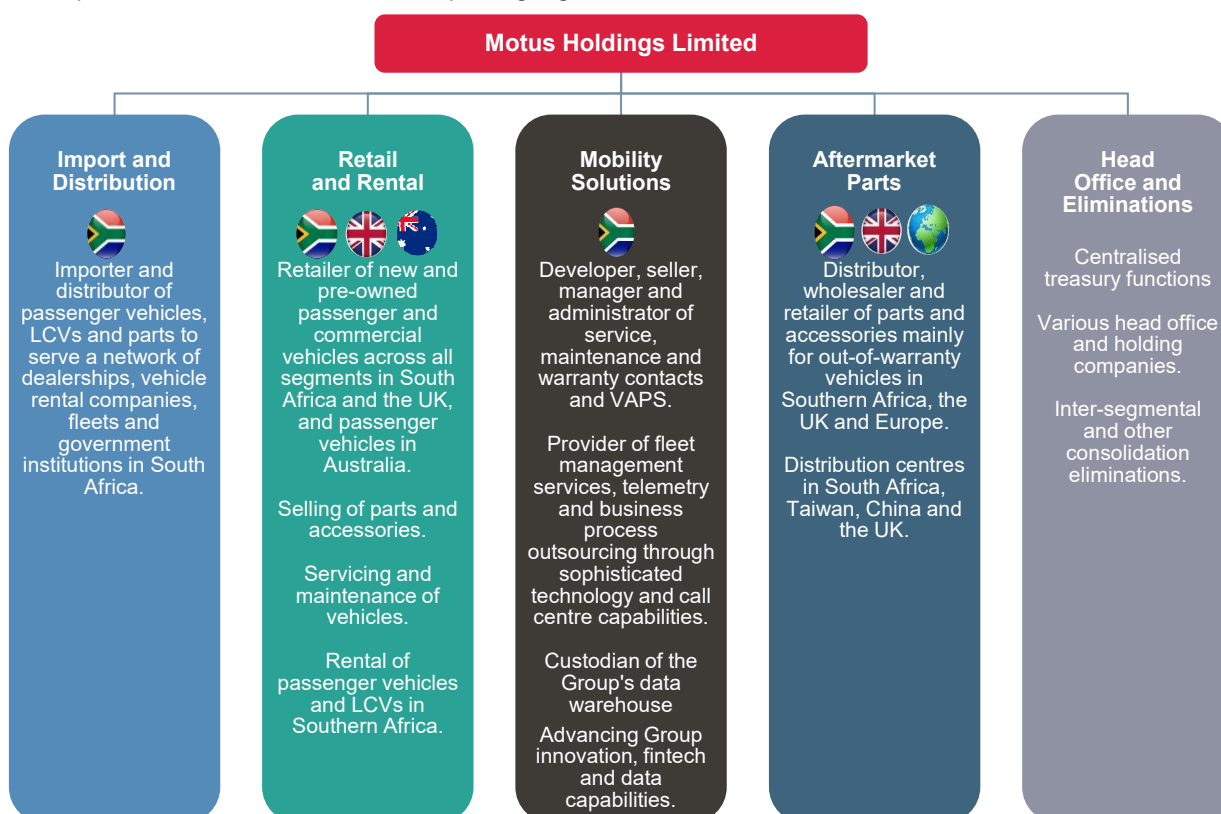 Motus Holdings Limited
Import and
Distribution
Importer and
distributor of
passenger vehicles,
LCVs and parts to
serve a network of
dealerships, vehicle
rental companies,
fleets and
government
institutions in South
Africa.
Retail
and Rental
Retailer of new and
pre-owned
passenger and
commercial
vehicles across all
segments in South
Africa and the UK,
and passenger
vehicles in
Australia.
Selling of parts and
accessories.
Servicing and
maintenance of
vehicles.
Rental of
passenger vehicles
and LCVs in
Southern Africa.
Mobility
Solutions
Developer, seller,
manager and
administrator of
service,
maintenance and
warranty contacts
and VAPS.
Provider of fleet
management
services, telemetry
and business
process
outsourcing through
sophisticated
technology and call
centre capabilities.
Custodian of the
Group's data
warehouse
Advancing Group
innovation, fintech
and data
capabilities.
Aftermarket
Parts
Distributor,
wholesaler and
retailer of parts and
accessories mainly
for out-of-warranty
vehicles in
Southern Africa, the
UK and Europe.
Distribution centres
in South Africa,
Taiwan, China and
the UK.
Head
Office and
Eliminations
Centralised
treasury functions
Various head office
and holding
companies.
Inter-segmental
and other
consolidation
eliminations.